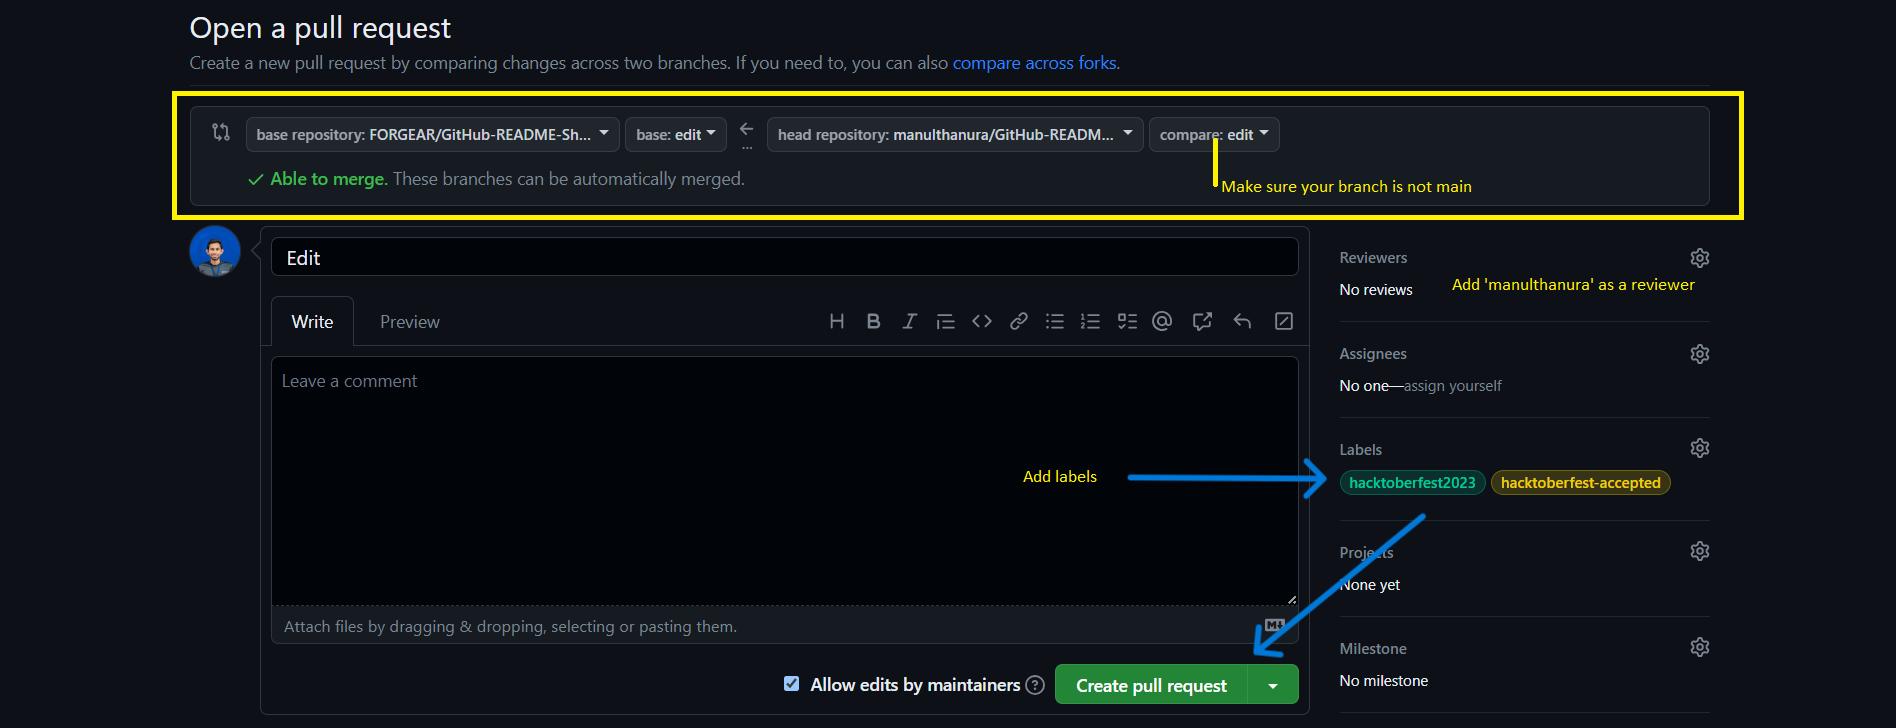 Open a pull request
Create a new pull request by comparing changes across two branches. If you need to, you can also compare across forks.
base repository: FORGEAR/GitHub-README-Sh... base: edit ... head repository: manulthanura/GitHub-READM... compare: edit
Able to merge. These branches can be automatically merged.
Make sure your branch is not main
Edit
Write Preview
Leave a comment
Add labels
Attach files by dragging & dropping, selecting or pasting them.
Allow edits by maintainers
Create pull request
Reviewers
No reviews
Add 'manulthanura' as a reviewer
Assignees
No one—assign yourself
Labels
hacktoberfest2023 hacktoberfest-accepted
Projects
None yet
Milestone
No milestone